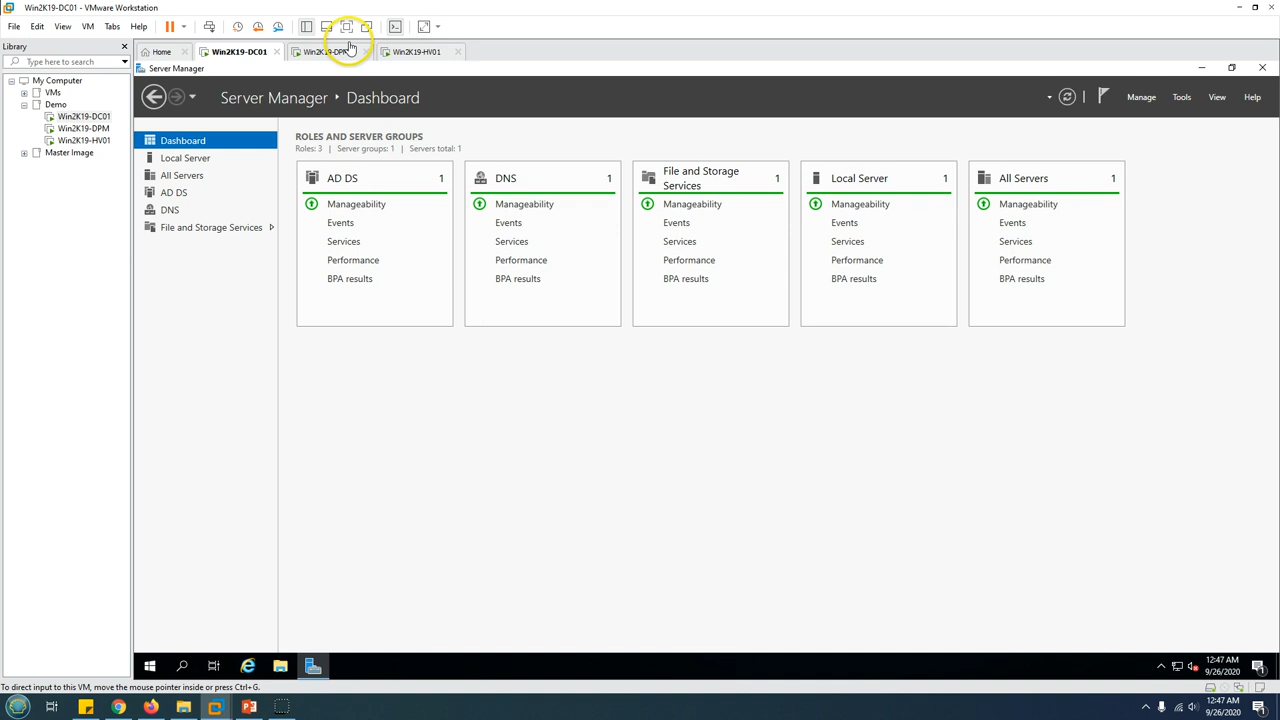 Win2K19-DC01 - VMware Workstation
File Edit View VM Tabs Help
Library
Type here to search
My Computer
VMs
Demo
Win2K19-DC01
Win2K19-DPM
Win2K19-HV01
Master Image
Home
Win2K19-DC01
Win2K19-DPM
Win2K19-HV01
Server Manager
Server Manager Dashboard
Manage Tools View Help
Dashboard
Local Server
All Servers
AD DS
DNS
File and Storage Services
ROLES AND SERVER GROUPS
Roles: 3 | Server groups: 1 | Servers total: 1
AD DS 1
Manageability
Events
Services
Performance
BPA results
DNS 1
Manageability
Events
Services
Performance
BPA results
File and Storage
Services 1
Manageability
Events
Services
Performance
BPA results
Local Server 1
Manageability
Events
Services
Performance
BPA results
All Servers 1
Manageability
Events
Services
Performance
BPA results
12:47 AM
9/26/2020
To direct input to this VM, move the mouse pointer inside or press Ctrl+G.
12:47 AM
9/26/2020